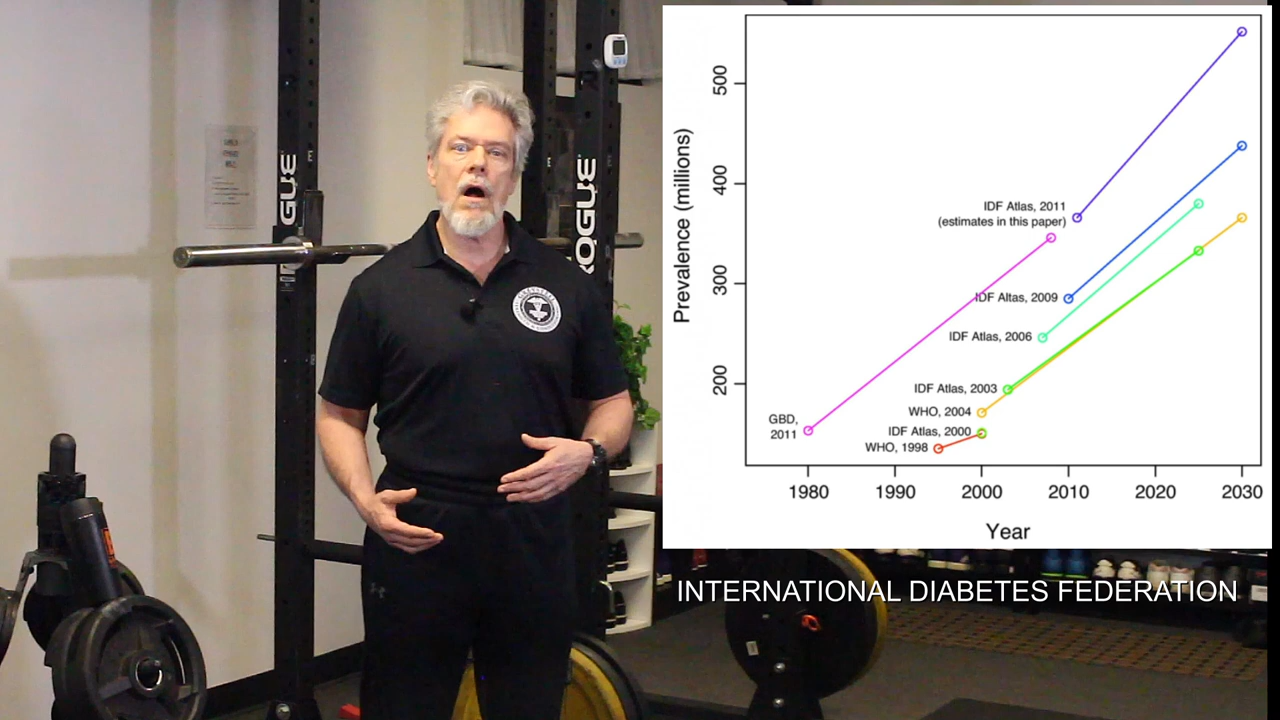 ROGUE
ROGUE
500
400
300
200
Prevalence (millions)
IDF Atlas, 2011
(estimates in this paper)
IDF Altas, 2009
IDF Atlas, 2006
IDF Atlas, 2003
WHO, 2004
GBD,
2011
IDF Atlas, 2000
WHO, 1998
1980 1990 2000 2010 2020 2030
Year
INTERNATIONAL DIABETES FEDERATION